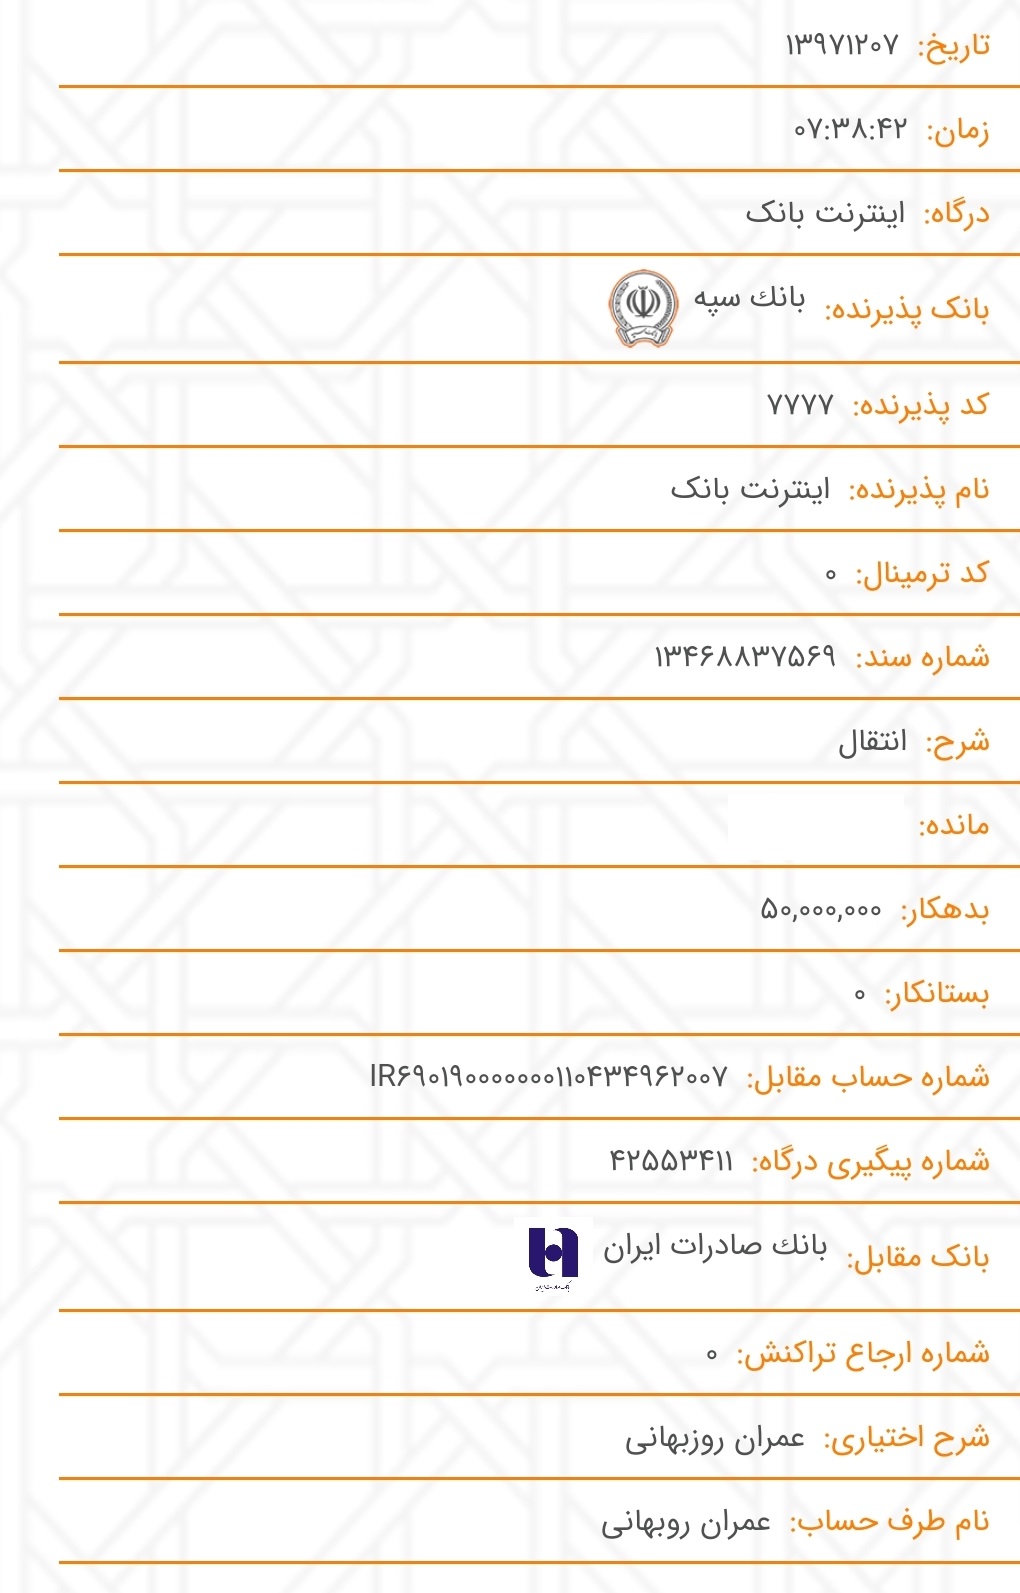 تاریخ: ۱۳۹۷۱۲۰۷
زمان: ۰۷:۳۸:۴۲
درگاه: اینترنت بانک
بانک پذیرنده: بانك سپه
کد پذیرنده: ۷۷۷۷
نام پذیرنده: اینترنت بانک
کد ترمینال: ۰
شماره سند: ۱۳۴۶۸۸۳۷۵۶۹
شرح: انتقال
مانده:
بدهکار: ۵۰,۰۰۰,۰۰۰
بستانکار: ۰
شماره حساب مقابل: IR۶۹۰۱۹۰۰۰۰۰۰۰۱۱۰۴۳۴۹۶۲۰۰۷
شماره پیگیری درگاه: ۴۲۵۵۳۴۱۱
بانک مقابل: بانك صادرات ایران
شماره ارجاع تراکنش: ۰
شرح اختیاری: عمران روزبهانی
نام طرف حساب: عمران روبهانی